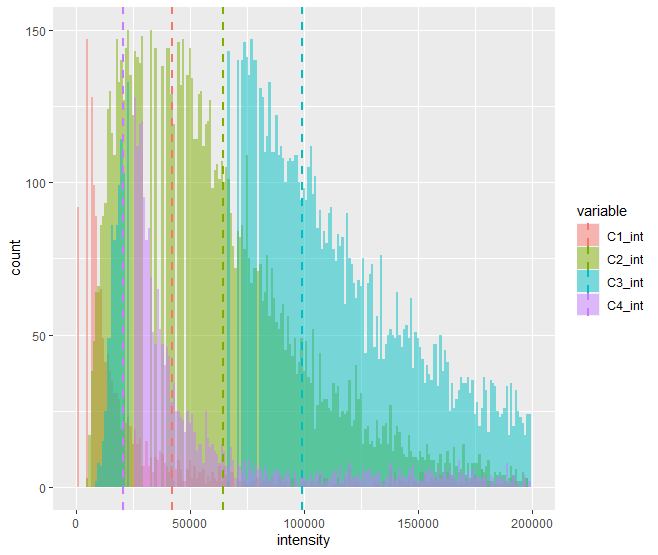 150
100
50
0
count
0
50000
100000
150000
200000
intensity
variable
C1_int
C2_int
C3_int
C4_int